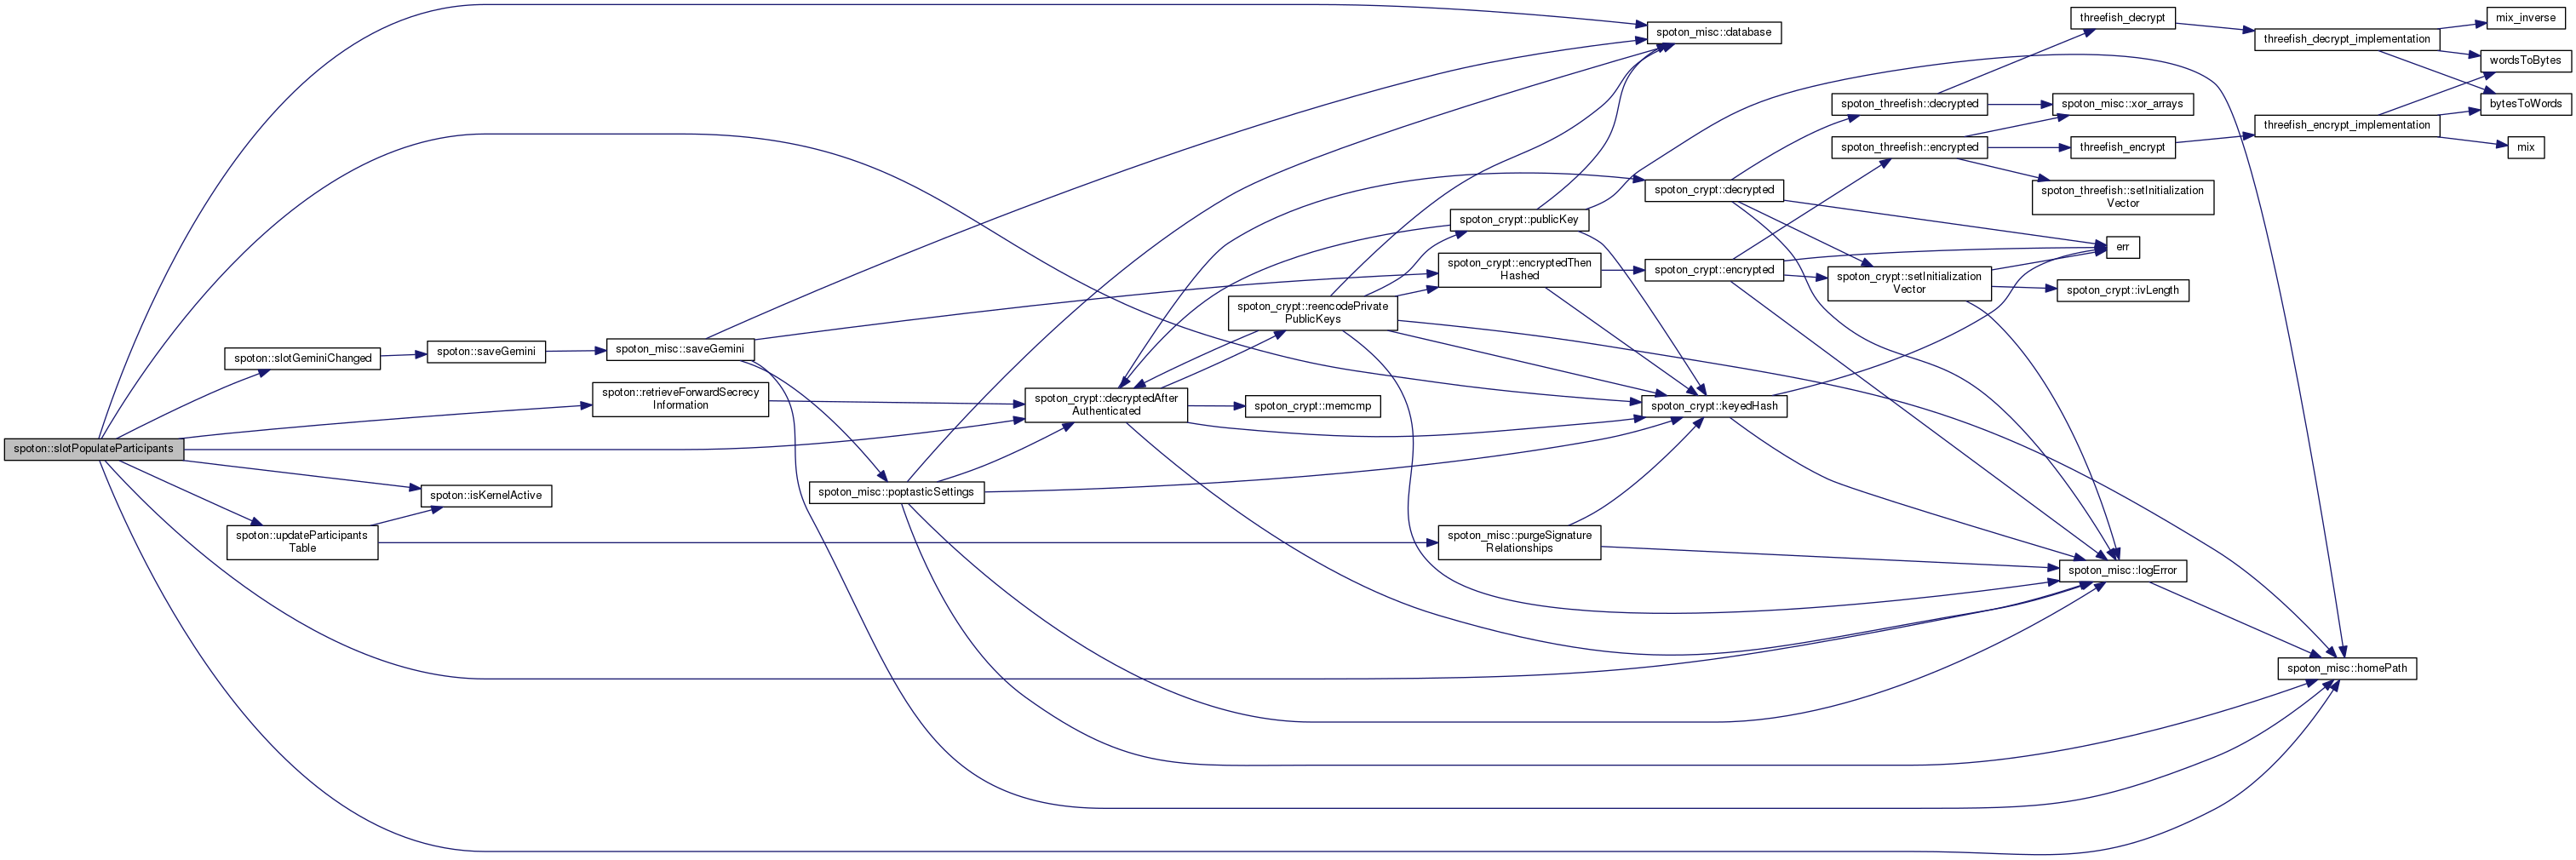 spoton::slotPopulateParticipants
spoton::slotGeminiChanged
spoton::saveGemini
spoton_misc::saveGemini
spoton::retrieveForwardSecrecy
Information
spoton::isKernelActive
spoton::updateParticipants
Table
spoton_misc::poptasticSettings
spoton_crypt::decryptedAfter
Authenticated
spoton_crypt::reencodePrivate
PublicKeys
spoton_crypt::memcmp
spoton_crypt::publicKey
spoton_crypt::encryptedThen
Hashed
spoton_misc::purgeSignature
Relationships
spoton_misc::database
spoton_crypt::decrypted
spoton_crypt::encrypted
spoton_crypt::keyedHash
spoton_threefish::decrypted
spoton_threefish::encrypted
spoton_crypt::setInitialization
Vector
threefish_decrypt
spoton_misc::xor_arrays
threefish_encrypt
spoton_threefish::setInitialization
Vector
err
spoton_crypt::ivLength
spoton_misc::logError
threefish_decrypt_implementation
threefish_encrypt_implementation
spoton_misc::homePath
mix_inverse
wordsToBytes
bytesToWords
mix